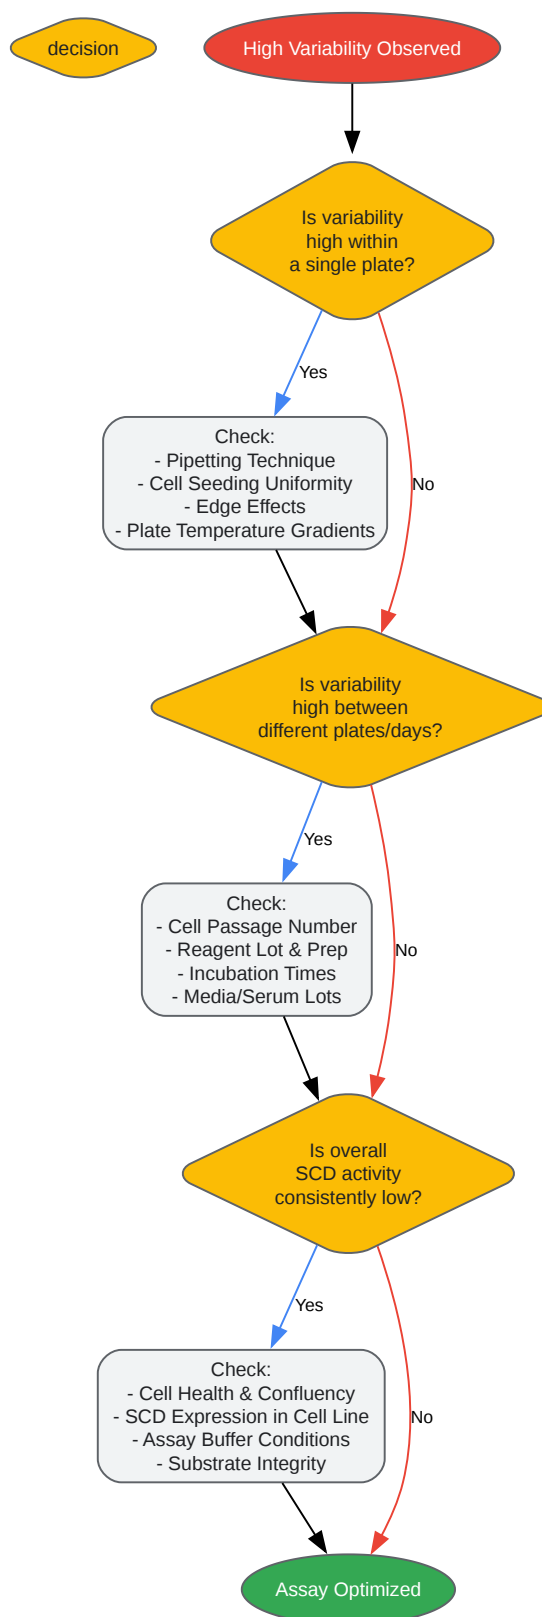 decision
High Variability Observed
Is variability
high within
a single plate?
Yes
No
Check:
- Pipetting Technique
- Cell Seeding Uniformity
- Edge Effects
- Plate Temperature Gradients
Is variability
high between
different plates/days?
Yes
No
Check:
- Cell Passage Number
- Reagent Lot & Prep
- Incubation Times
- Media/Serum Lots
Is overall
SCD activity
consistently low?
Yes
No
Check:
- Cell Health & Confluency
- SCD Expression in Cell Line
- Assay Buffer Conditions
- Substrate Integrity
Assay Optimized